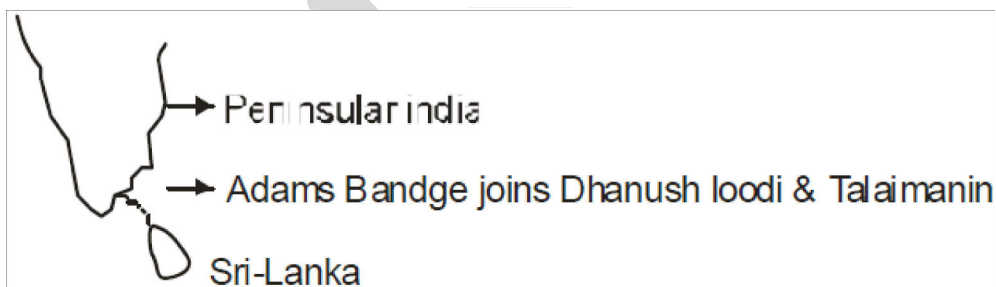 Peninsular india
Adams Bandge joins Dhanush loodi & Talaimanin
Sri-Lanka